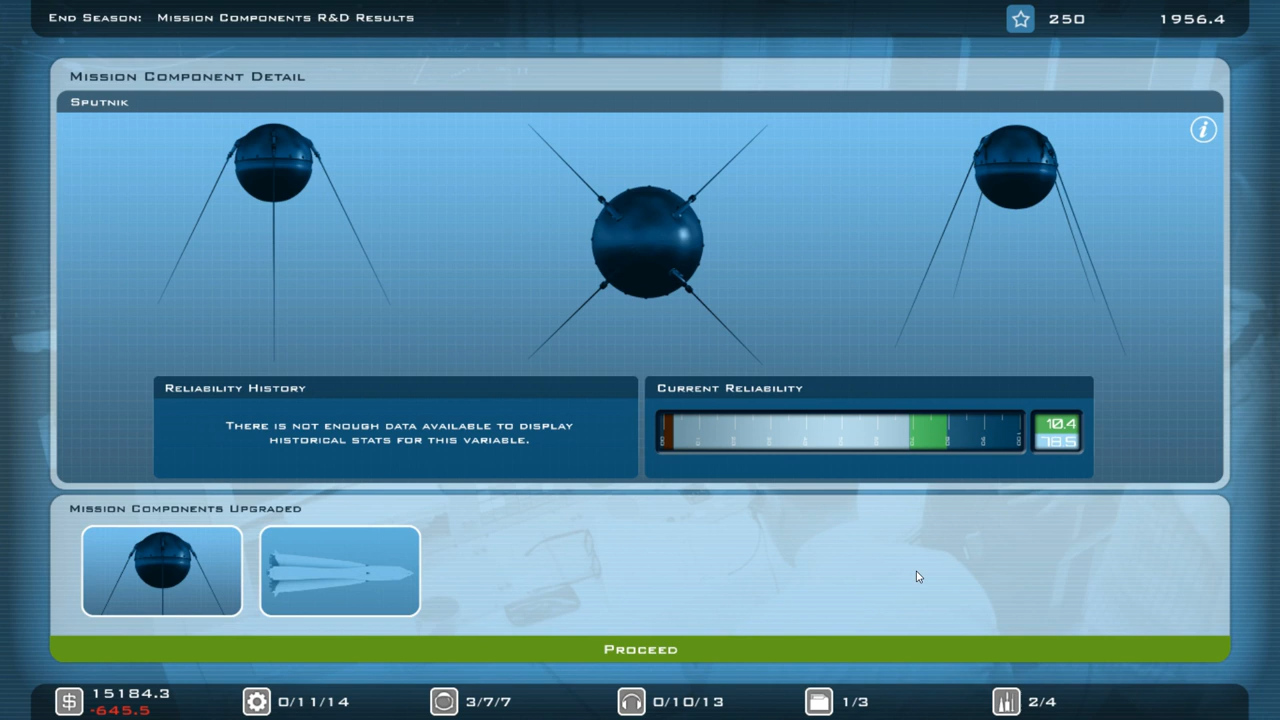 End Season: Mission Components R&D Results
250
1956.4
Mission Component Detail
Sputnik
i
Reliability History
There is not enough data available to display
historical stats for this variable.
Current Reliability
10.4
78.5
Mission Components Upgraded
Proceed
$
15184.3
-645.5
0/11/14
3/7/7
0/10/13
1/3
2/4